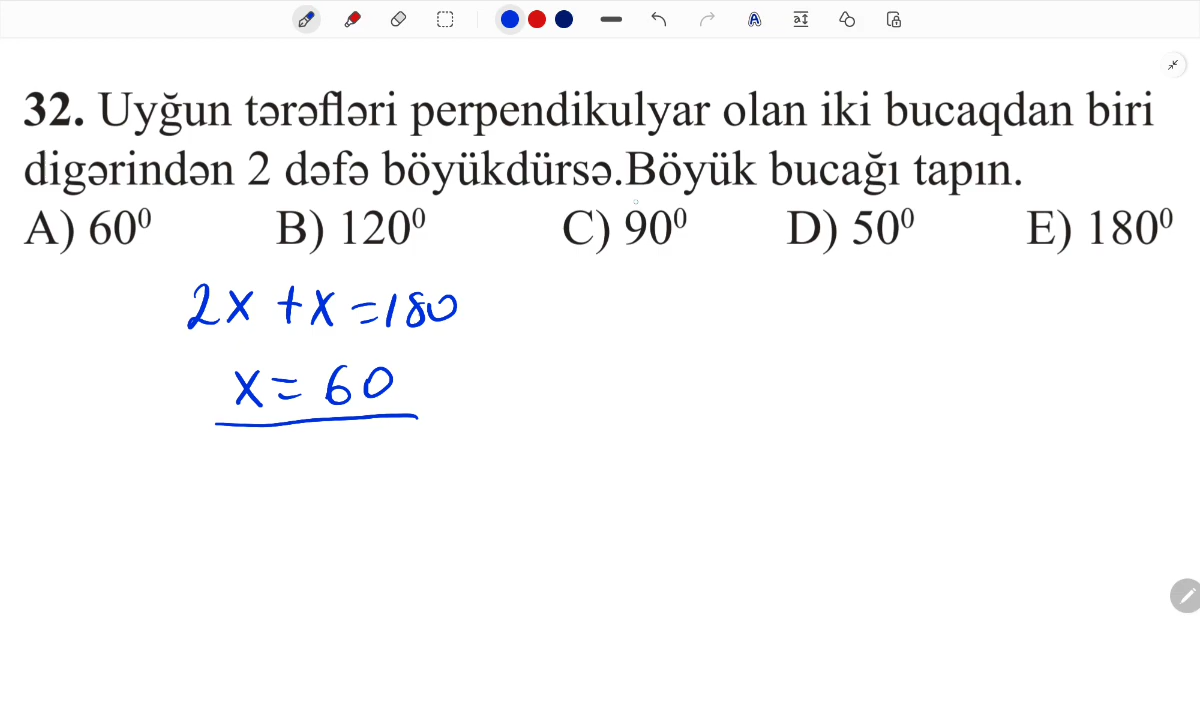 32. Uyğun tərəfləri perpendikulyar olan iki bucaqdan biri
digərindən 2 dəfə böyükdürsə.Böyük bucağı tapın.
A) 60⁰ B) 120⁰ C) 90⁰ D) 50⁰ E) 180⁰
2x +x =180
x = 60